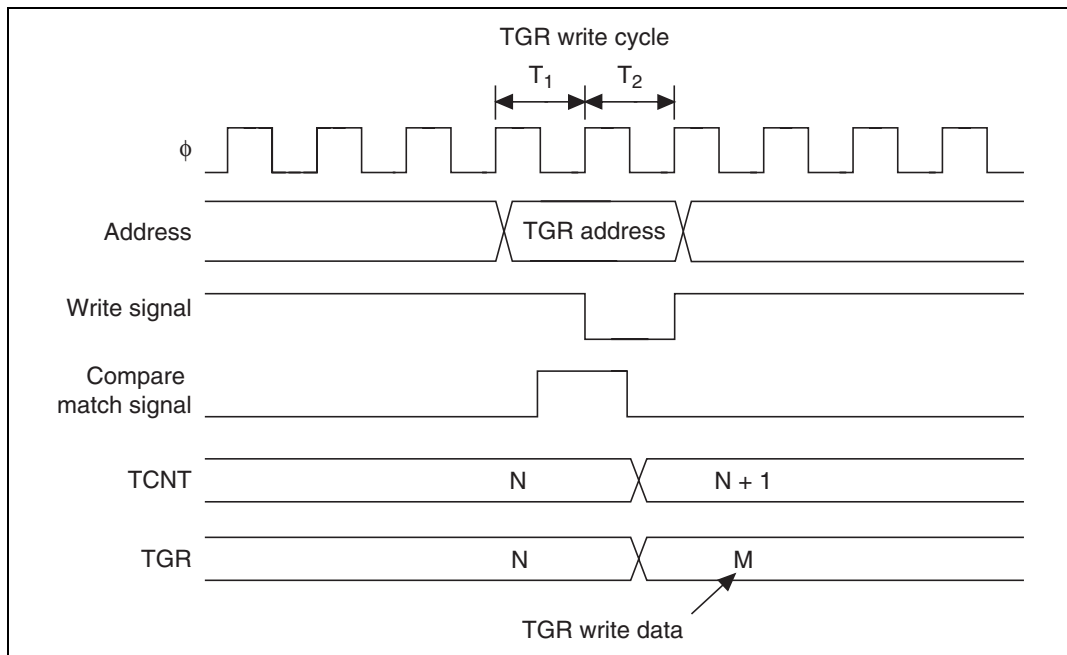 TGR write cycle
T1 T2
ϕ
Address TGR address
Write signal
Compare
match signal
TCNT N N + 1
TGR N M
TGR write data